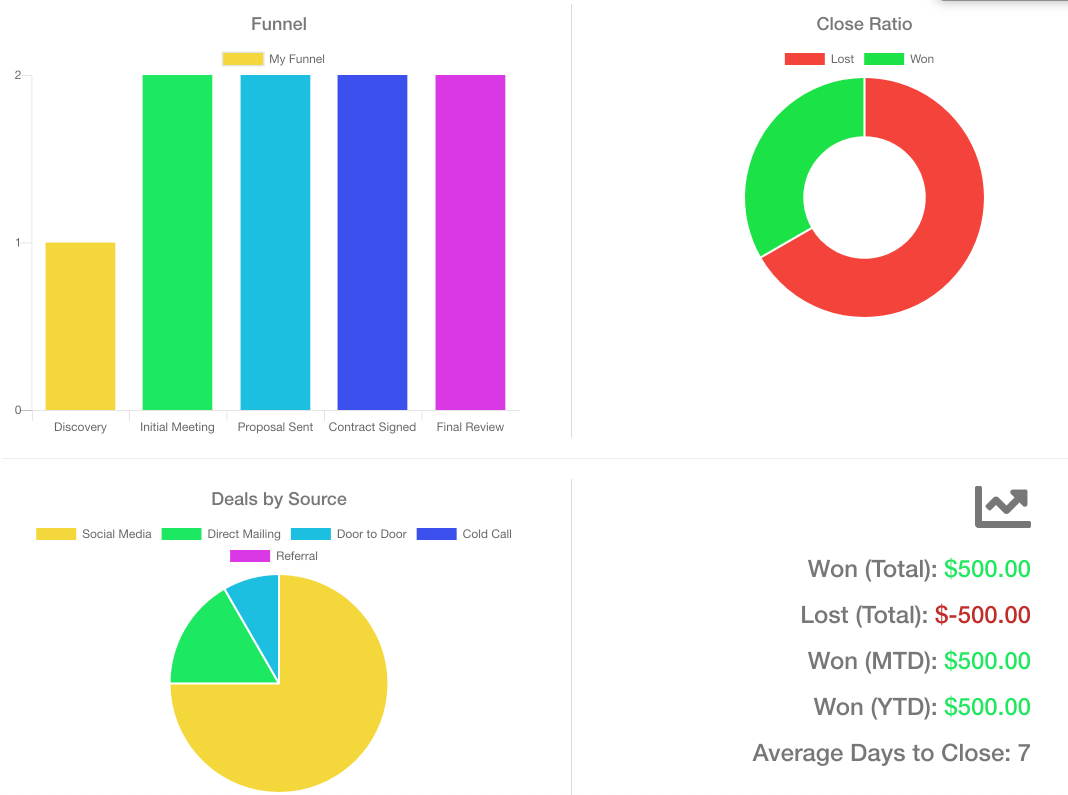 Funnel
My Funnel
2
1
0
Discovery Initial Meeting Proposal Sent Contract Signed Final Review
Close Ratio
Lost Won
Deals by Source
Social Media Direct Mailing Door to Door Cold Call
Referral
Won (Total): $500.00
Lost (Total): $-500.00
Won (MTD): $500.00
Won (YTD): $500.00
Average Days to Close: 7